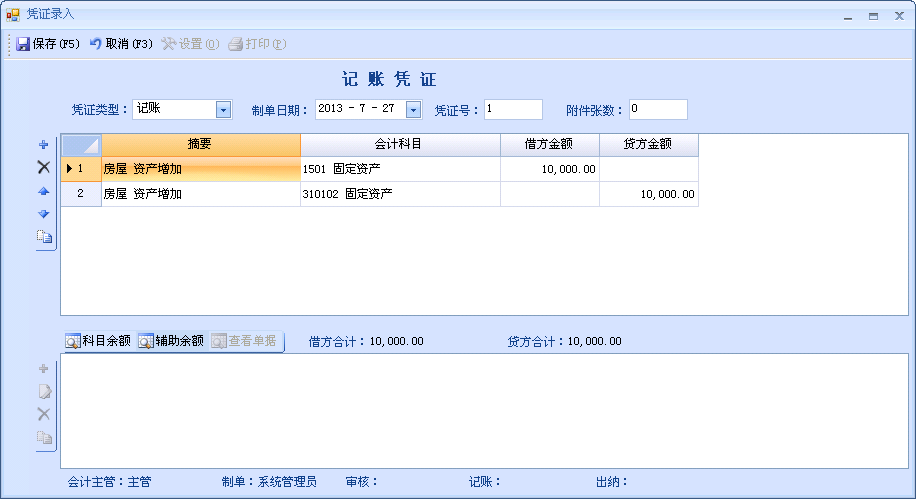 凭证录入
保存(F5) 取消(F3) 设置(O) 打印(P)
记 账 凭 证
凭证类型： 记账 制单日期： 2013 - 7 - 27 凭证号： 1 附件张数： 0
摘要 会计科目 借方金额 贷方金额
1 房屋 资产增加 1501 固定资产 10,000.00
2 房屋 资产增加 310102 固定资产 10,000.00
科目余额 辅助余额 查看单据 借方合计：10,000.00 贷方合计：10,000.00
会计主管：主管 制单：系统管理员 审核： 记账： 出纳：